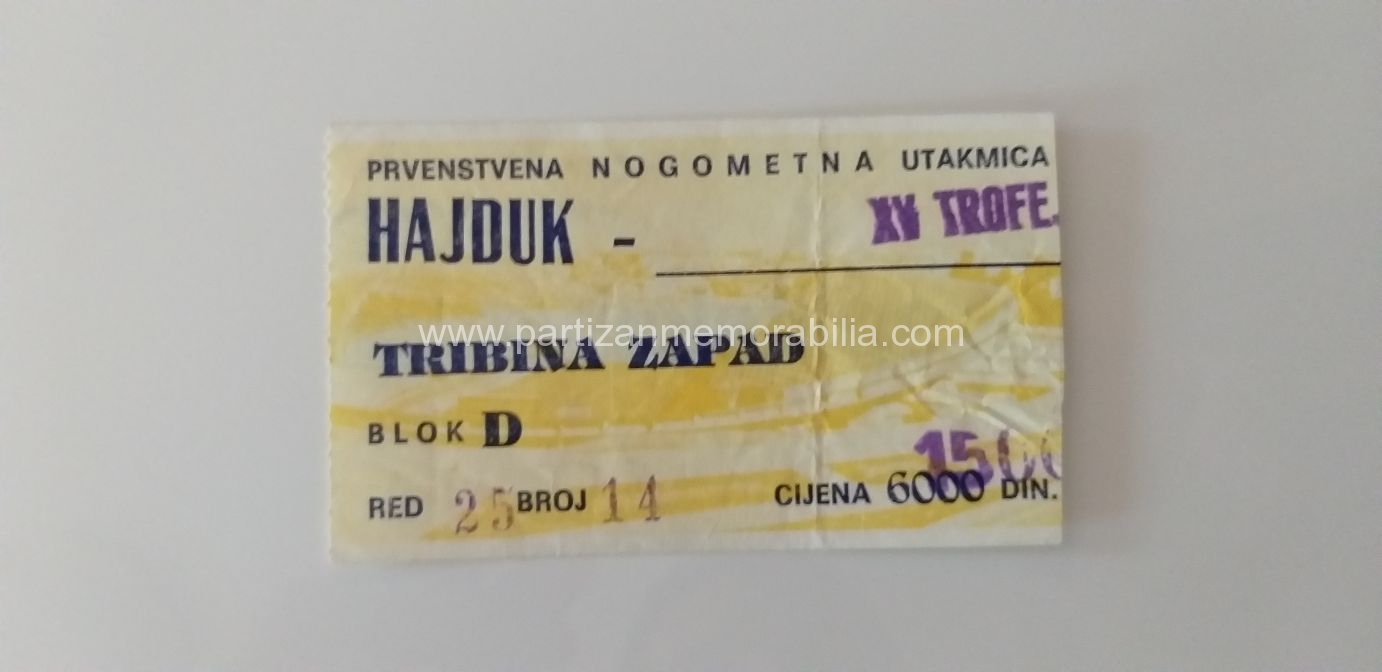 PRVENSTVENA NOGOMETNA UTAKMICA
HAJDUK - XV TROFE.
www.partizanmemorabilia.com
TRIBINA ZAPAD
BLOK D
1500
RED 25 BROJ 14 CIJENA 6000 DIN.